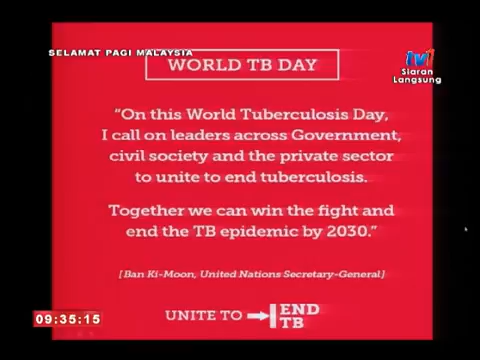 SELAMAT PAGI MALAYSIA
tv1
Siaran
Langsung
WORLD TB DAY
“On this World Tuberculosis Day,
I call on leaders across Government,
civil society and the private sector
to unite to end tuberculosis.
Together we can win the fight and
end the TB epidemic by 2030.”
[Ban Ki-Moon, United Nations Secretary-General]
UNITE TO
END
TB
09:35:15